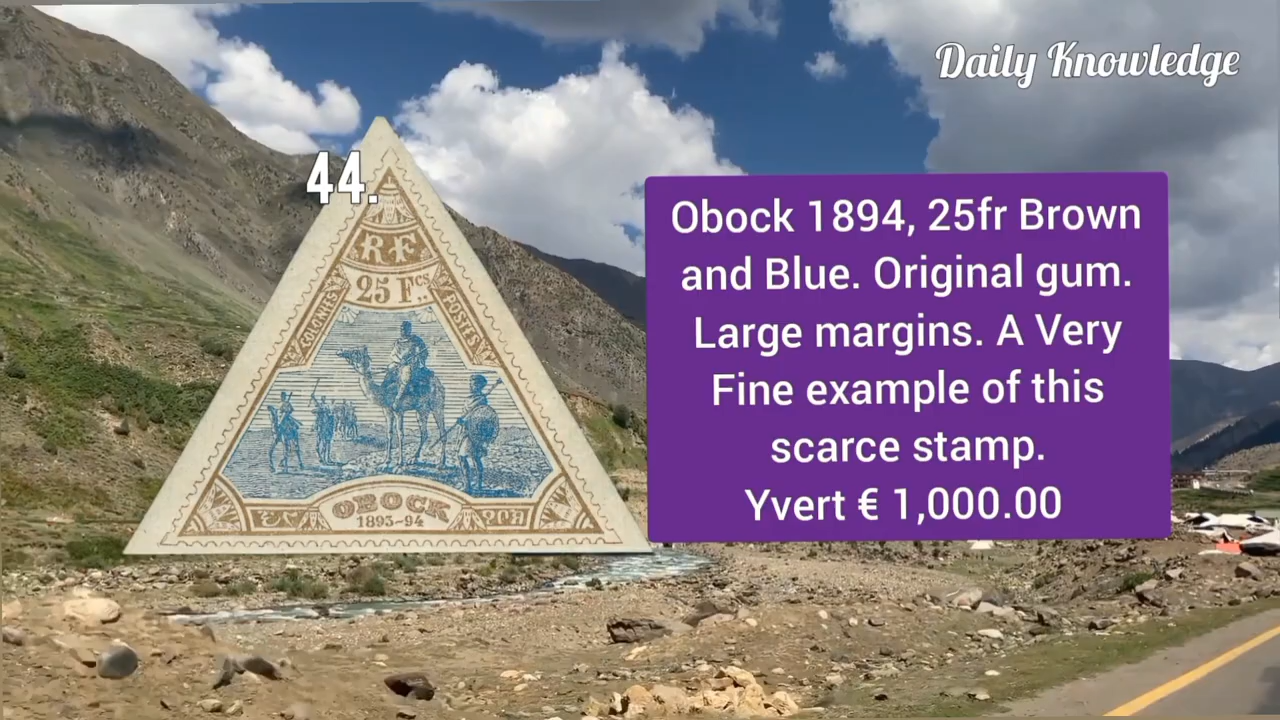 Daily Knowledge
44.
RF
25 Fcs
COLONIES
POSTES
OBOCK
1893-94
Obock 1894, 25fr Brown
and Blue. Original gum.
Large margins. A Very
Fine example of this
scarce stamp.
Yvert € 1,000.00